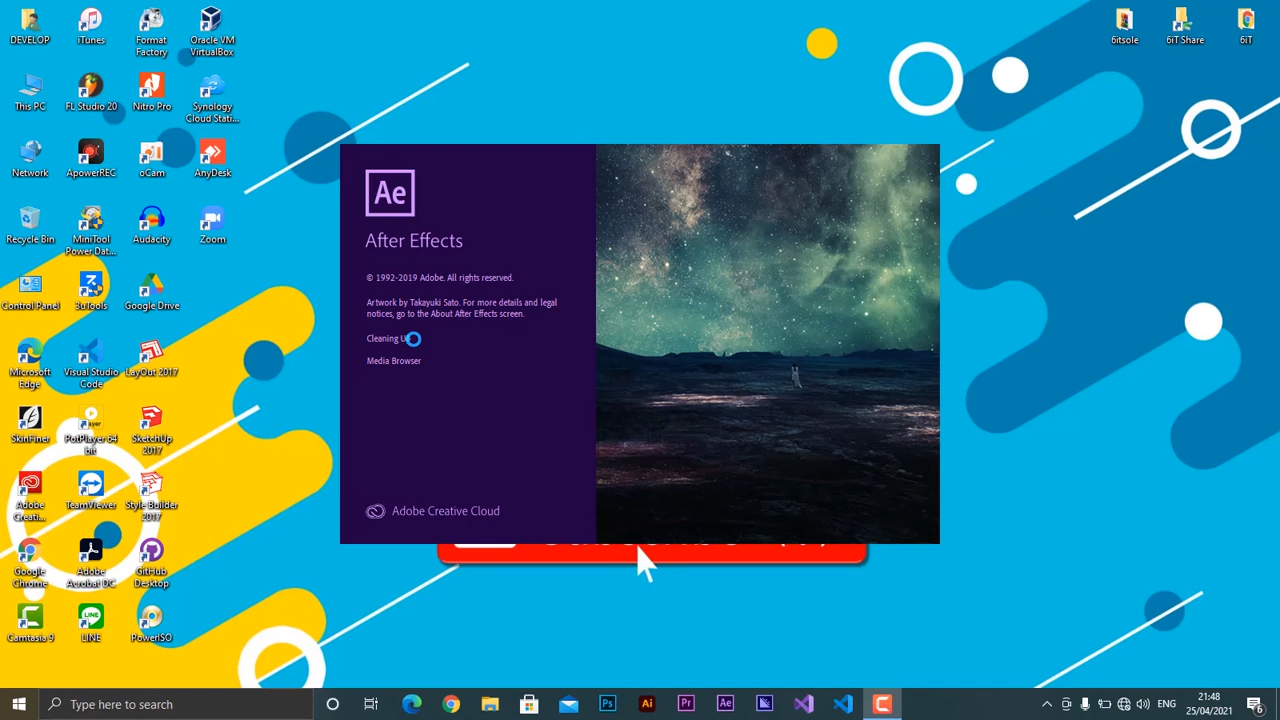 DEVELOP
iTunes
Format
Factory
Oracle VM
VirtualBox
This PC
FL Studio 20
Nitro Pro
Synology
Cloud Stati...
Network
ApowerREC
oCam
AnyDesk
Recycle Bin
MiniTool
Power Dat...
Audacity
Zoom
Control Panel
3uTools
Google Drive
Microsoft
Edge
Visual Studio
Code
LayOut 2017
SkinFiner
PotPlayer 64
bit
SketchUp
2017
Adobe
Creati...
TeamViewer
Style Builder
2017
Google
Chrome
Adobe
Acrobat DC
GitHub
Desktop
Camtasia 9
LINE
PowerISO
6itsole
6iT Share
6iT
Ae
After Effects
© 1992-2019 Adobe. All rights reserved.
Artwork by Takayuki Sato. For more details and legal
notices, go to the About After Effects screen.
Cleaning
Media Browser
Adobe Creative Cloud
Type here to search
Ps
Ai
Pr
Ae
ENG
21:48
25/04/2021
6